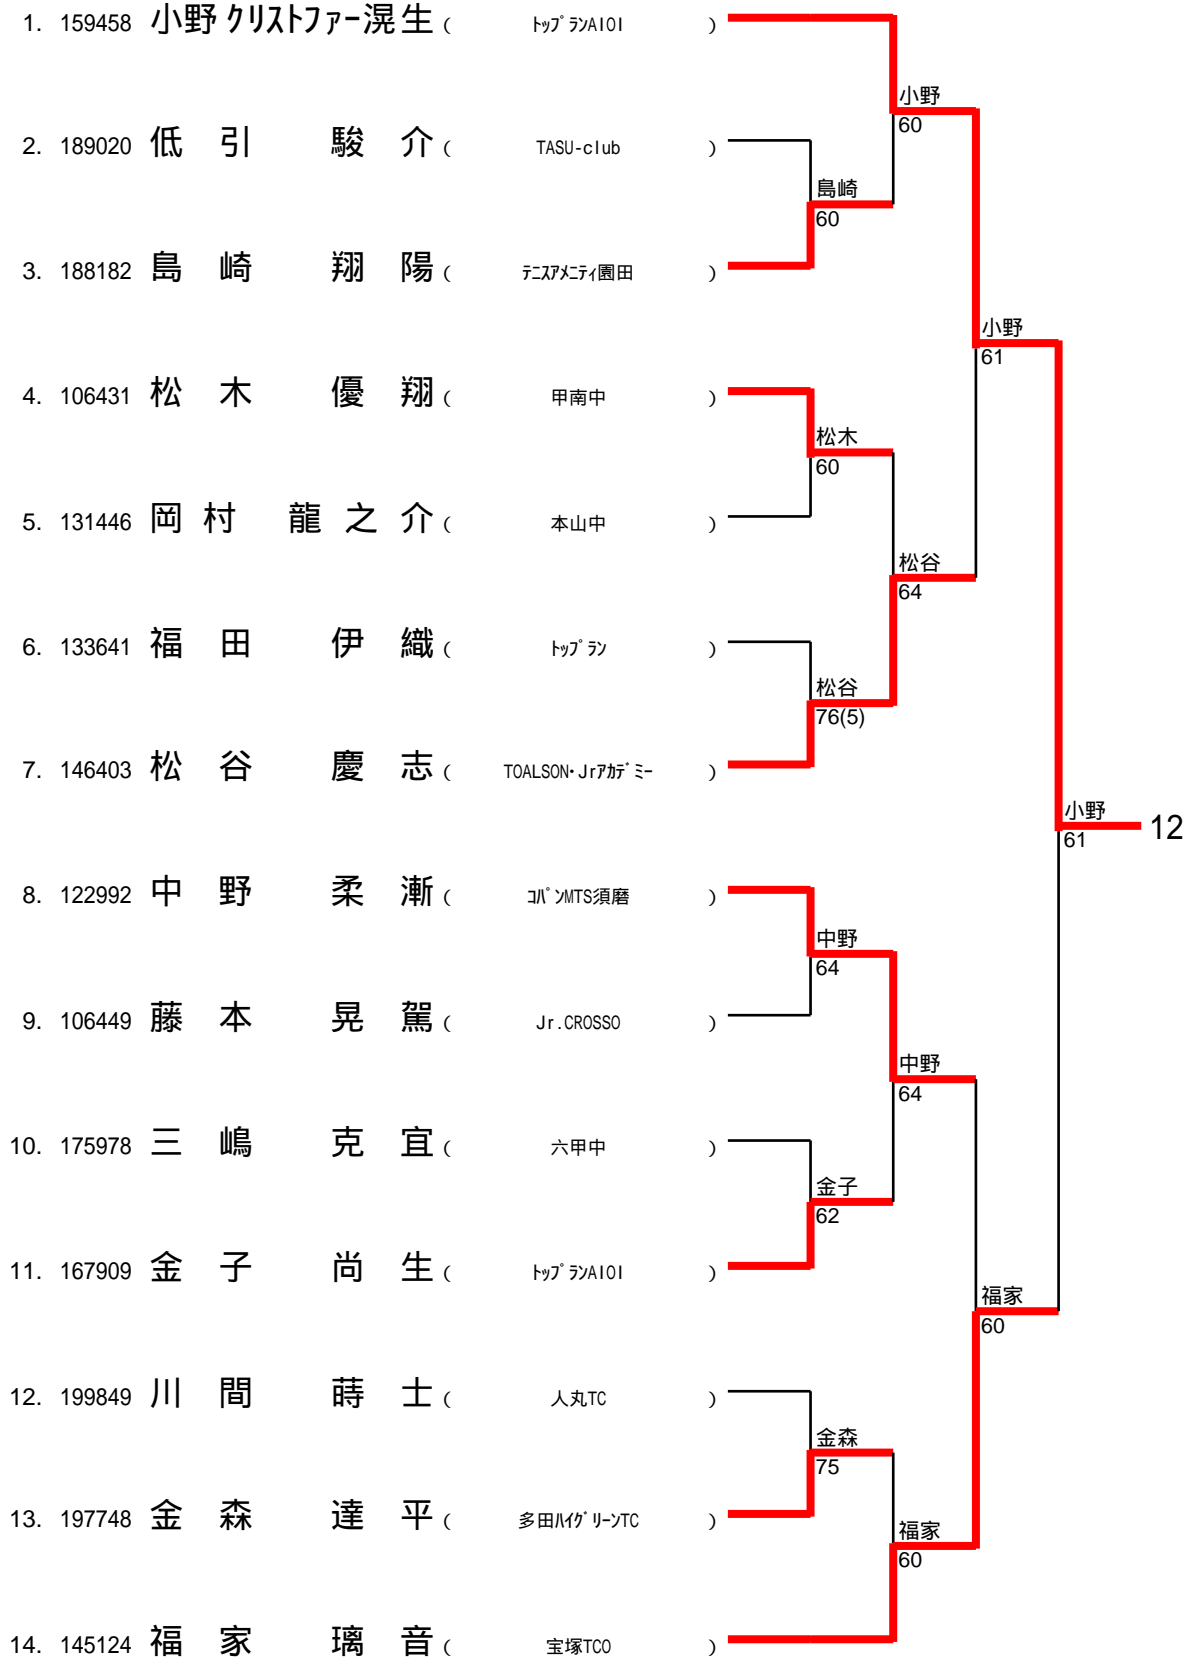 1. 159458 小野 クリストファー滉生 ( トップランAIOI )
小野
60
2. 189020 低引 駿介 ( TASU-club )
島崎
60
3. 188182 島崎 翔陽 ( テニスアメニティ園田 )
小野
61
4. 106431 松木 優翔 ( 甲南中 )
松木
60
5. 131446 岡村 龍之介 ( 本山中 )
松谷
64
6. 133641 福田 伊織 ( トップラン )
松谷
76(5)
7. 146403 松谷 慶志 ( TOALSON・Jrアカデミー )
小野
61 12
8. 122992 中野 柔漸 ( コパンMTS須磨 )
中野
64
9. 106449 藤本 晃駕 ( Jr.CROSSO )
中野
64
10. 175978 三嶋 克宜 ( 六甲中 )
金子
62
11. 167909 金子 尚生 ( トップランAIOI )
福家
60
12. 199849 川間 蒔士 ( 人丸TC )
金森
75
13. 197748 金森 達平 ( 多田ハイグリーンTC )
福家
60
14. 145124 福家 璃音 ( 宝塚TCO )